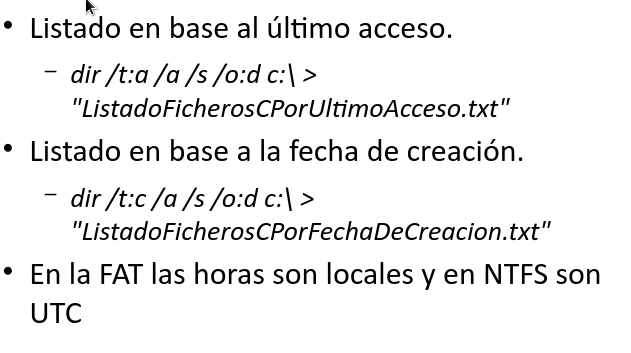 • Listado en base al último acceso.
– dir /t:a /a /s /o:d c:\ >
"ListadoFicherosCPorUltimoAcceso.txt"
• Listado en base a la fecha de creación.
– dir /t:c /a /s /o:d c:\ >
"ListadoFicherosCPorFechaDeCreacion.txt"
• En la FAT las horas son locales y en NTFS son
UTC